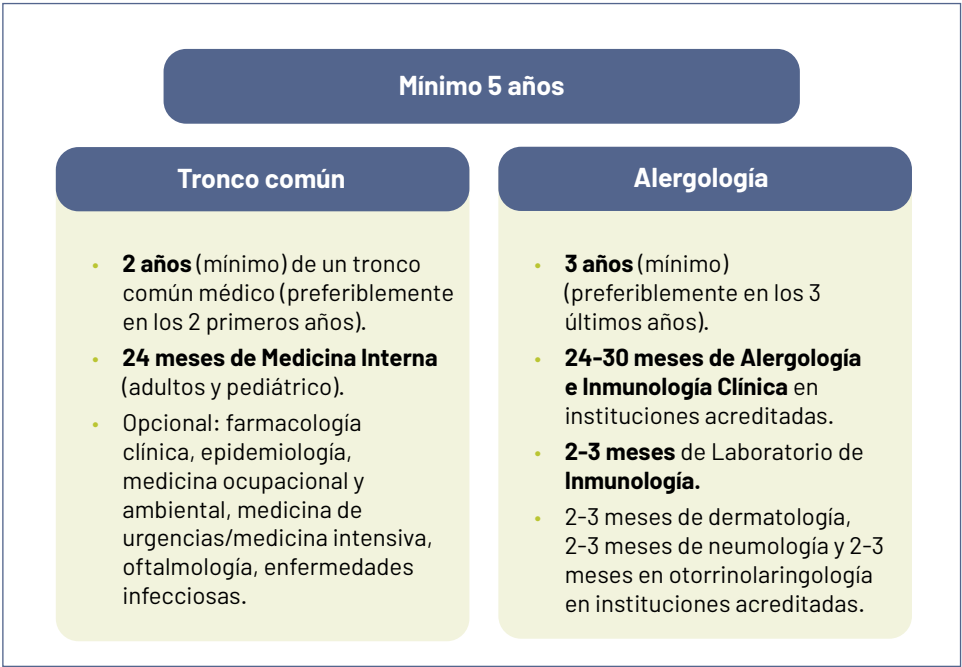 Mínimo 5 años
Tronco común
• 2 años (mínimo) de un tronco
común médico (preferiblemente
en los 2 primeros años).
• 24 meses de Medicina Interna
(adultos y pediátrico).
• Opcional: farmacología
clínica, epidemiología,
medicina ocupacional y
ambiental, medicina de
urgencias/medicina intensiva,
oftalmología, enfermedades
infecciosas.
Alergología
• 3 años (mínimo)
(preferiblemente en los 3
últimos años).
• 24-30 meses de Alergología
e Inmunología Clínica en
instituciones acreditadas.
• 2-3 meses de Laboratorio de
Inmunología.
• 2-3 meses de dermatología,
2-3 meses de neumología y 2-3
meses en otorrinolaringología
en instituciones acreditadas.